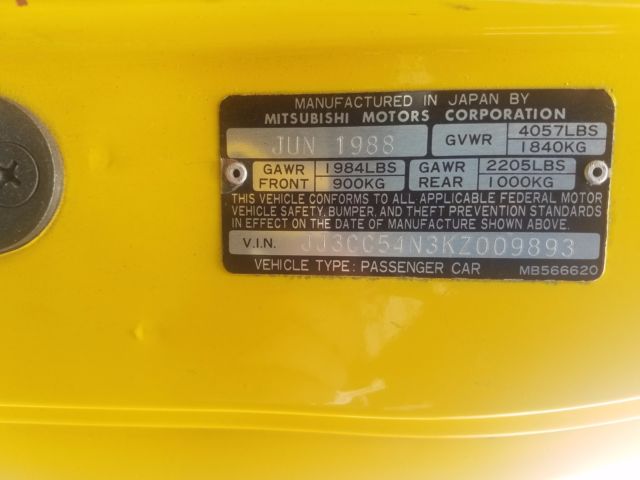 MANUFACTURED IN JAPAN BY
MITSUBISHI MOTORS CORPORATION
JUN 1988 GVWR 4057LBS 1840KG
GAWR FRONT 1984LBS 900KG GAWR REAR 2205LBS 1000KG
THIS VEHICLE CONFORMS TO ALL APPLICABLE FEDERAL MOTOR
VEHICLE SAFETY, BUMPER, AND THEFT PREVENTION STANDARDS
IN EFFECT ON THE DATE OF MANUFACTURE SHOWN ABOVE.
V.I.N. JJ3CC54N3KZ009893
VEHICLE TYPE: PASSENGER CAR MB566620